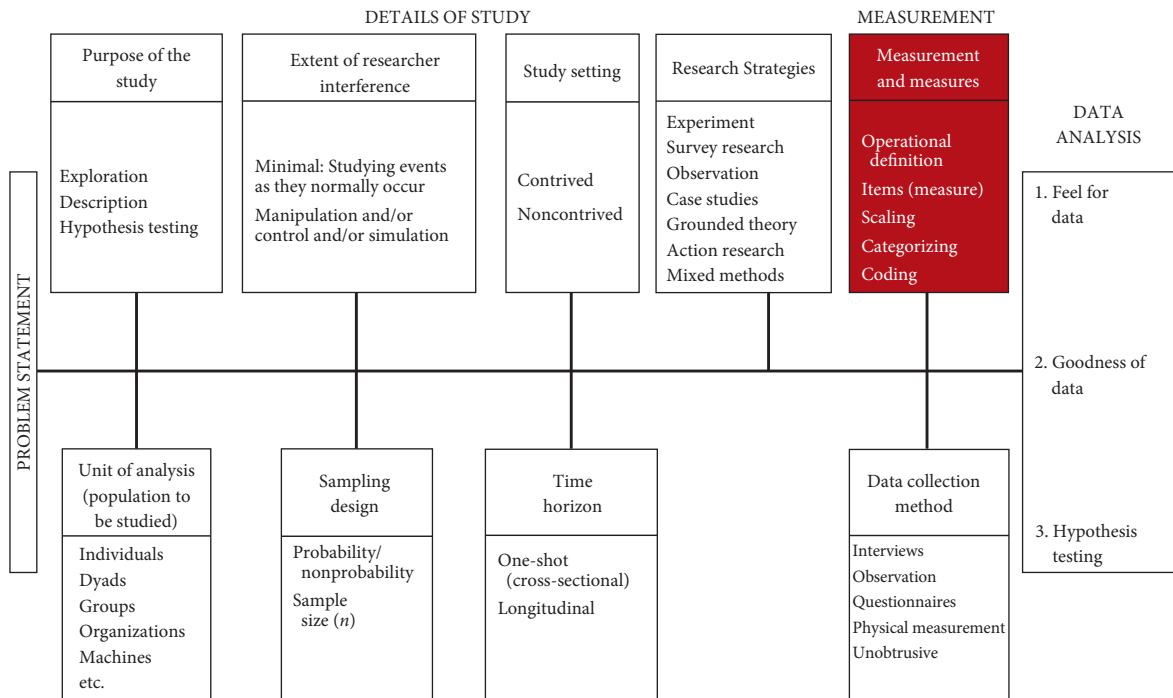 DETAILS OF STUDY
MEASUREMENT
Purpose of the
study
Exploration
Description
Hypothesis testing
Extent of researcher
interference
Minimal: Studying events
as they normally occur
Manipulation and/or
control and/or simulation
Study setting
Contrived
Noncontrived
Research Strategies
Experiment
Survey research
Observation
Case studies
Grounded theory
Action research
Mixed methods
Measurement
and measures
Operational
definition
Items (measure)
Scaling
Categorizing
Coding
DATA
ANALYSIS
1. Feel for
data
2. Goodness of
data
3. Hypothesis
testing
PROBLEM STATEMENT
Unit of analysis
(population to
be studied)
Individuals
Dyads
Groups
Organizations
Machines
etc.
Sampling
design
Probability/
nonprobability
Sample
size (n)
Time
horizon
One-shot
(cross-sectional)
Longitudinal
Data collection
method
Interviews
Observation
Questionnaires
Physical measurement
Unobtrusive